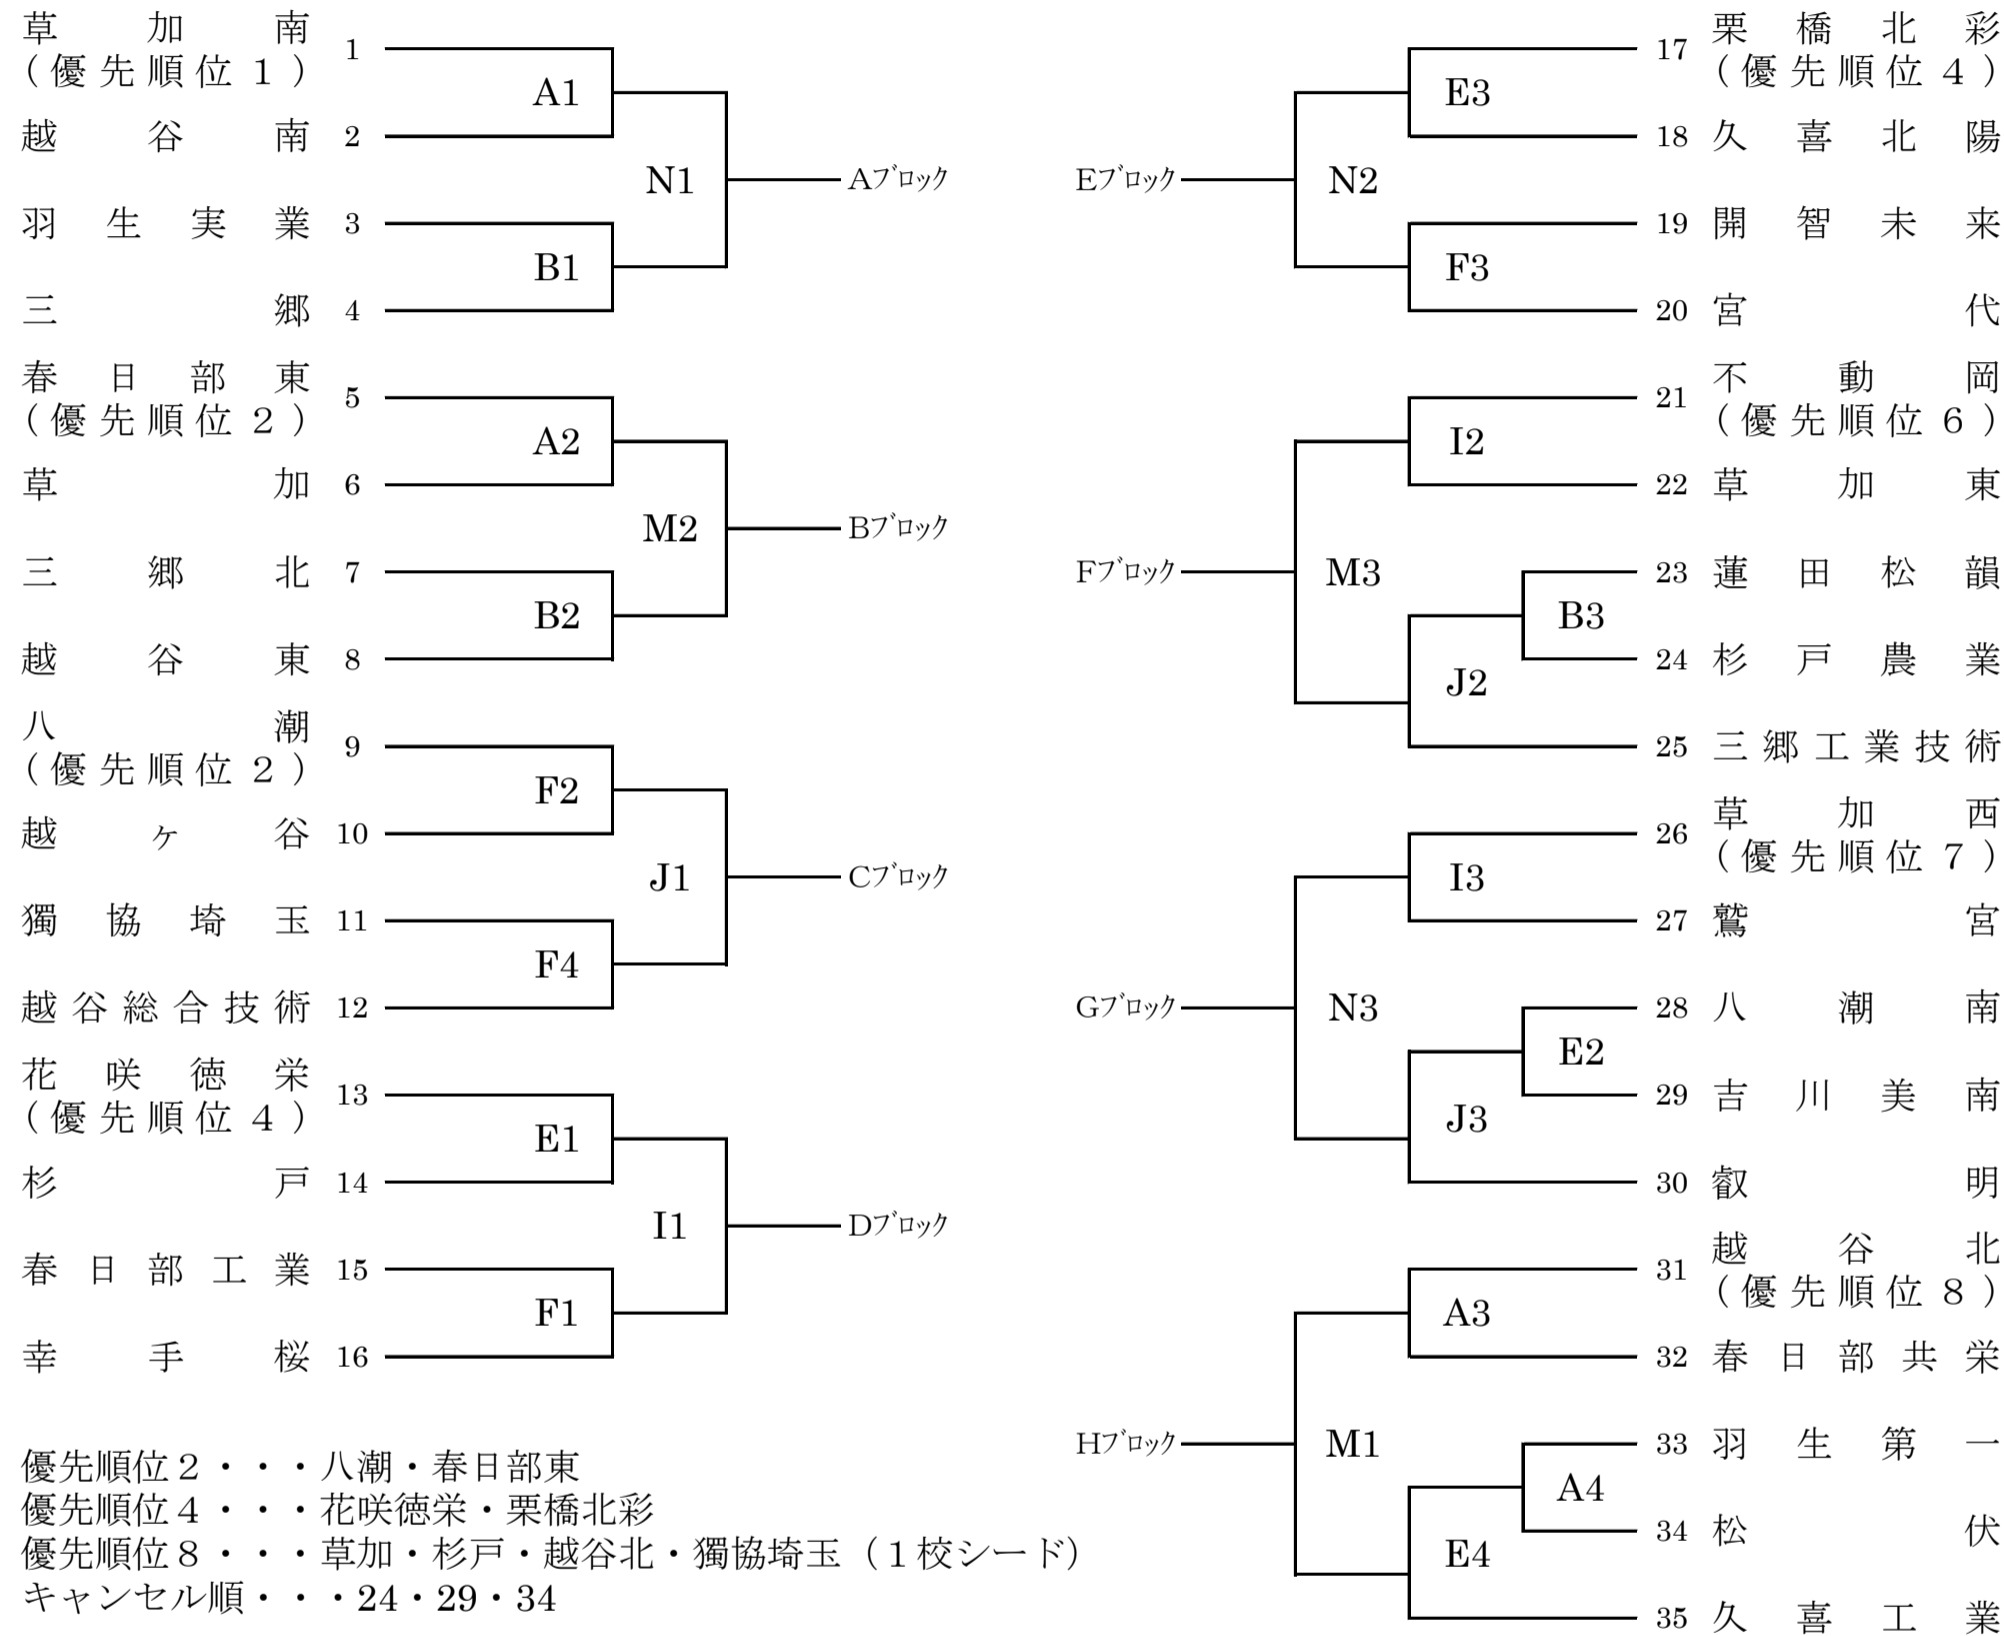 草加南
(優先順位1)
1
A1
越谷南 2
N1
Aブロック
羽生実業 3
B1
三郷 4
春日部東
(優先順位2)
5
A2
草加 6
M2
Bブロック
三郷北 7
B2
越谷東 8
八潮
(優先順位2)
9
F2
越ヶ谷 10
J1
Cブロック
獨協埼玉 11
F4
越谷総合技術 12
花咲徳栄
(優先順位4)
13
E1
杉戸 14
I1
Dブロック
春日部工業 15
F1
幸手桜 16
17 栗橋北彩
(優先順位4)
E3
18 久喜北陽
Eブロック
N2
19 開智未来
F3
20 宮代
21 不動岡
(優先順位6)
I2
22 草加東
Fブロック
M3
23 蓮田松韻
B3
24 杉戸農業
J2
25 三郷工業技術
26 草加西
(優先順位7)
I3
27 鷲宮
Gブロック
N3
28 八潮南
E2
29 吉川美南
J3
30 叡明
31 越谷北
(優先順位8)
A3
32 春日部共栄
Hブロック
M1
33 羽生第一
A4
34 松伏
E4
35 久喜工業
優先順位2・・・八潮・春日部東
優先順位4・・・花咲徳栄・栗橋北彩
優先順位8・・・草加・杉戸・越谷北・獨協埼玉(1校シード)
キャンセル順・・・24・29・34